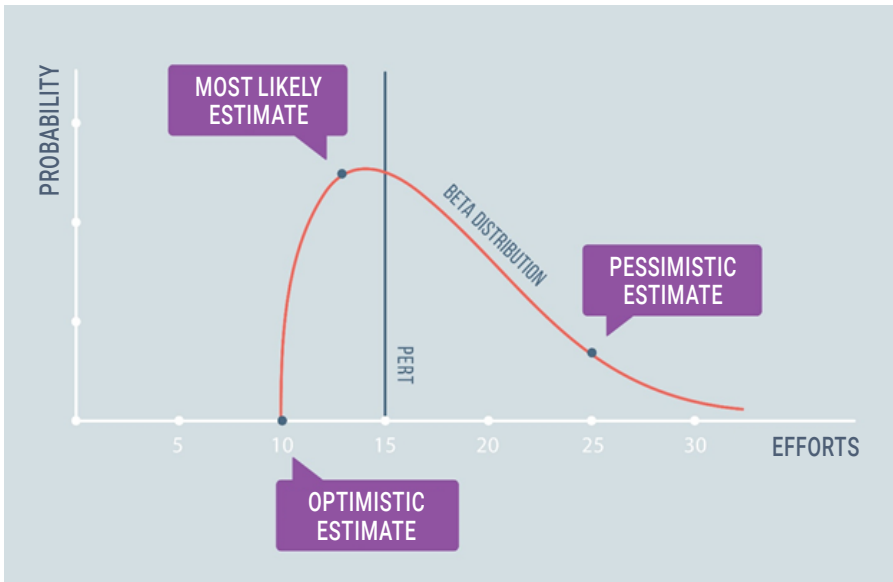 PROBABILITY
MOST LIKELY
ESTIMATE
BETA DISTRIBUTION
PESSIMISTIC
ESTIMATE
PERT
5
10
15
20
25
30
EFFORTS
OPTIMISTIC
ESTIMATE